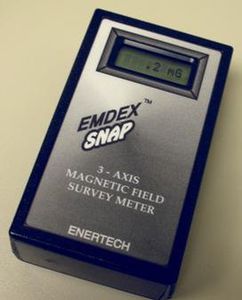 .2 mG
EMDEX™
SNAP
3 - AXIS
MAGNETIC FIELD
SURVEY METER
ENERTECH